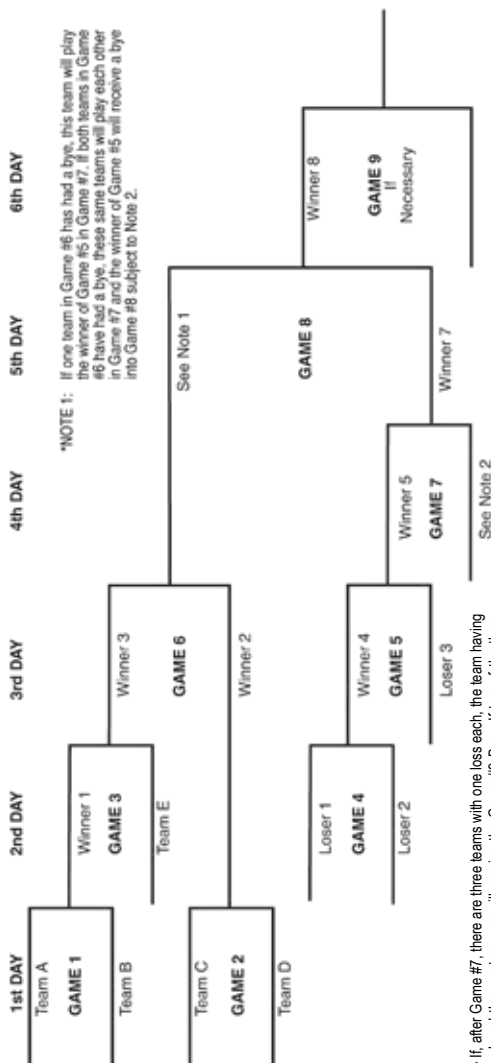 1st DAY
2nd DAY
3rd DAY
4th DAY
5th DAY
6th DAY
*NOTE 1: If one team in Game #6 has had a bye, this team will play
the winner of Game #5 in Game #7. If both teams in Game
#6 have had a bye, these same teams will play each other
in Game #7 and the winner of Game #5 will receive a bye
into Game #8 subject to Note 2.
Team A
GAME 1
Team B
Winner 1
GAME 3
Team E
Winner 3
GAME 6
Winner 2
Team C
GAME 2
Team D
See Note 1
GAME 8
Winner 7
Winner 8
GAME 9
If
Necessary
Loser 1
GAME 4
Loser 2
Winner 4
GAME 5
Loser 3
Winner 5
GAME 7
See Note 2
If, after Game #7, there are three teams with one loss each, the team having